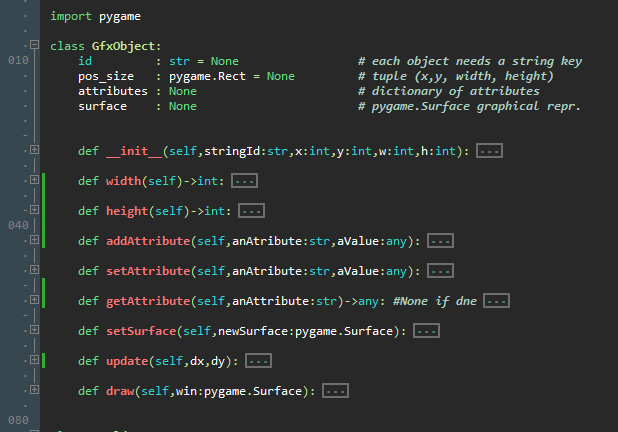 import pygame
class GfxObject:
010 id : str = None # each object needs a string key
pos_size : pygame.Rect = None # tuple (x,y, width, height)
attributes : None # dictionary of attributes
surface : None # pygame.Surface graphical repr.
def __init__(self,stringId:str,x:int,y:int,w:int,h:int): ---
def width(self)->int: ---
def height(self)->int: ---
040
def addAttribute(self,anAtribute:str,aValue:any): ---
def setAttribute(self,anAtribute:str,aValue:any): ---
def getAttribute(self,anAttribute:str)->any: #None if dne ---
def setSurface(self,newSurface:pygame.Surface): ---
def update(self,dx,dy): ---
def draw(self,win:pygame.Surface): ---
080